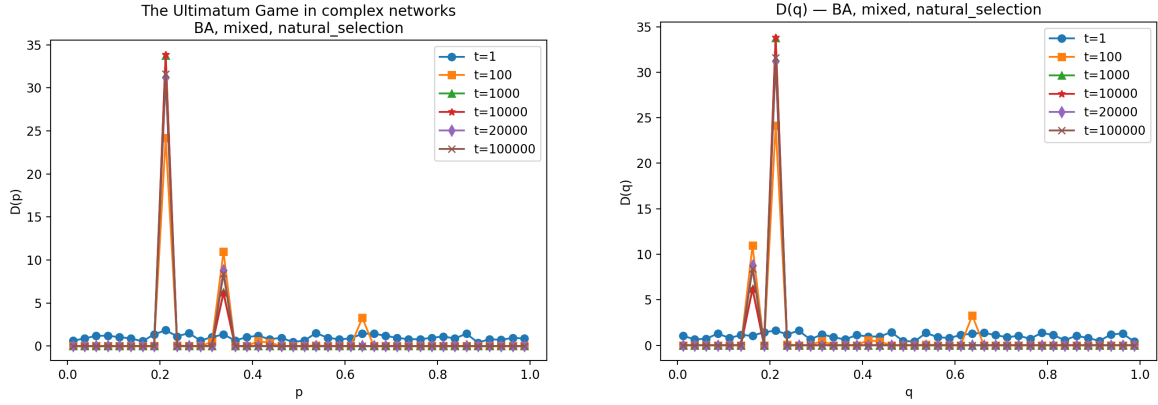 The Ultimatum Game in complex networks
BA, mixed, natural_selection
35
30
25
20
15
10
5
0
D(p)
0.0 0.2 0.4 0.6 0.8 1.0
p
t=1
t=100
t=1000
t=10000
t=20000
t=100000
D(q) — BA, mixed, natural_selection
35
30
25
20
15
10
5
0
D(q)
0.0 0.2 0.4 0.6 0.8 1.0
q
t=1
t=100
t=1000
t=10000
t=20000
t=100000